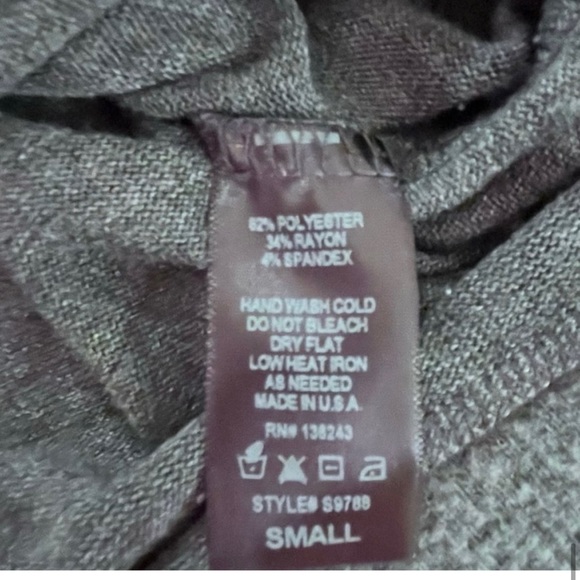 62% POLYESTER
34% RAYON
4% SPANDEX
HAND WASH COLD
DO NOT BLEACH
DRY FLAT
LOW HEAT IRON
AS NEEDED
MADE IN U.S.A.
RN# 138243
STYLE# S978B
SMALL